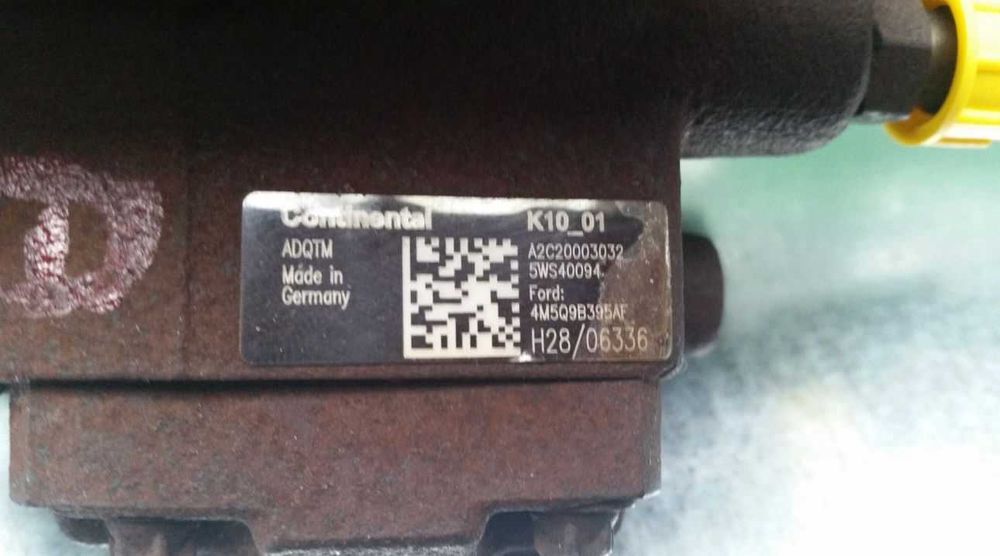 Continental
K10_01
ADQTM
A2C20003032
Made in
5WS40094
Germany
Ford:
4M5Q9B395AF
H28/06336